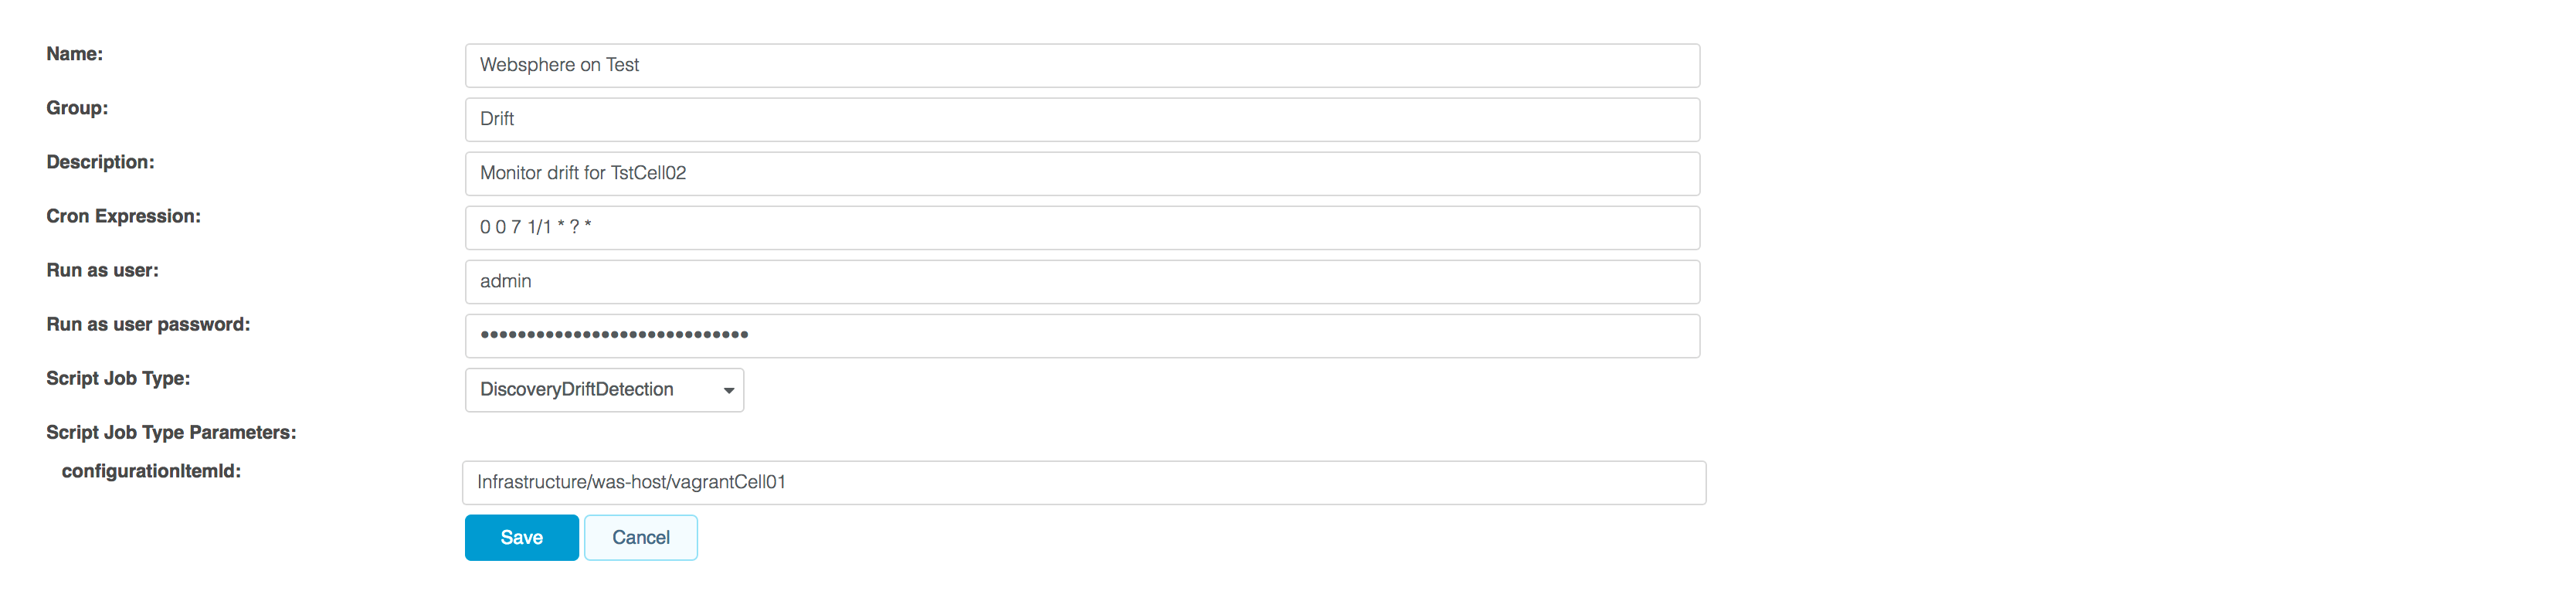 Name:
Websphere on Test
Group:
Drift
Description:
Monitor drift for TstCell02
Cron Expression:
0 0 7 1/1 * ? *
Run as user:
admin
Run as user password:
•••••••••••••••••••••••••••••
Script Job Type:
DiscoveryDriftDetection
Script Job Type Parameters:
configurationItemId:
Infrastructure/was-host/vagrantCell01
Save Cancel